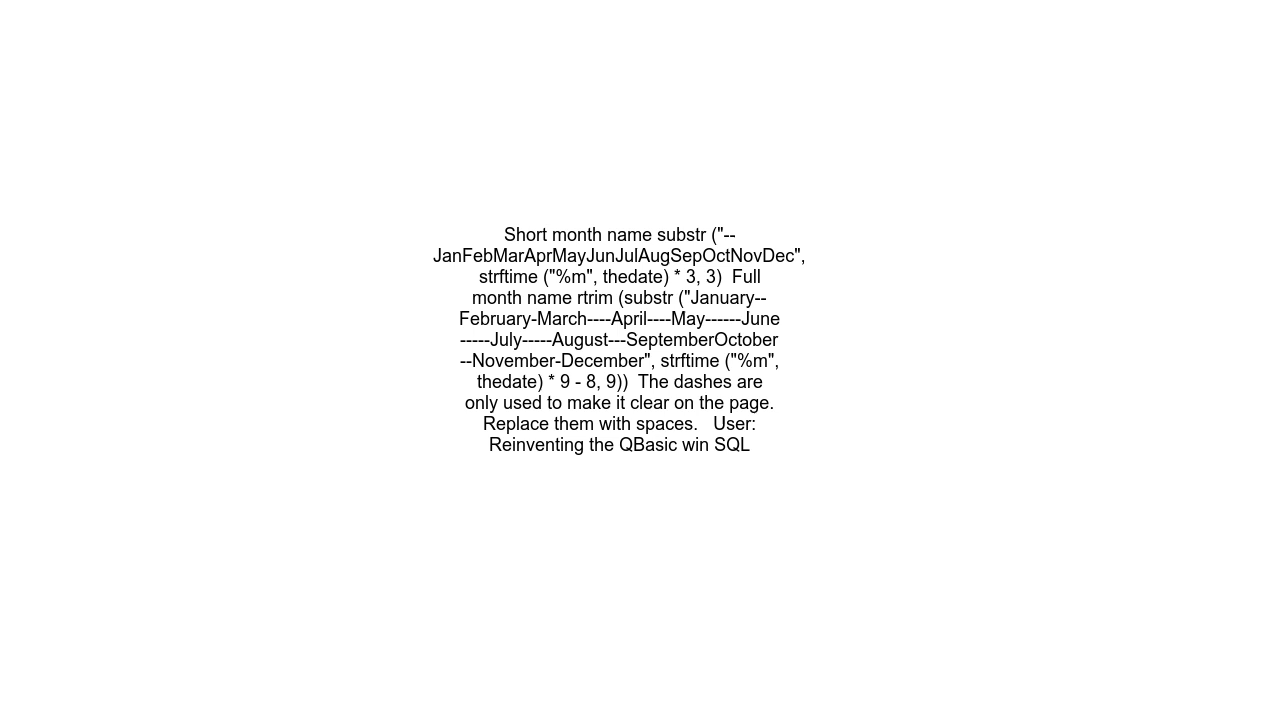 Short month name substr ("--
JanFebMarAprMayJunJulAugSepOctNovDec",
strftime ("%m", thedate) * 3, 3)  Full
month name rtrim (substr ("January--
February-March----April----May------June
-----July-----August---SeptemberOctober
--November-December", strftime ("%m",
thedate) * 9 - 8, 9))  The dashes are
only used to make it clear on the page.
Replace them with spaces.   User:
Reinventing the QBasic win SQL